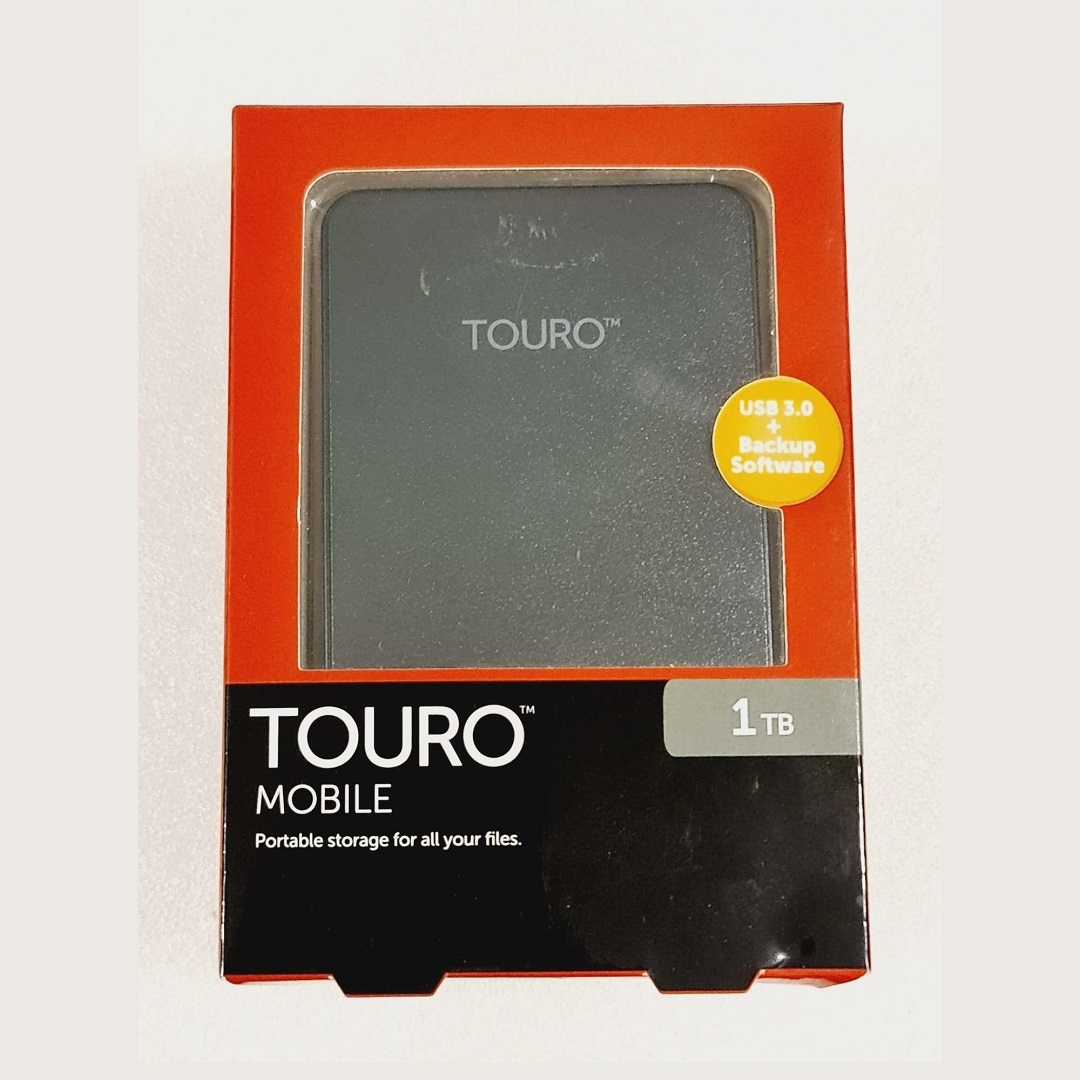 TOURO™
USB 3.0
+
Backup
Software
TOURO™
1 TB
MOBILE
Portable storage for all your files.